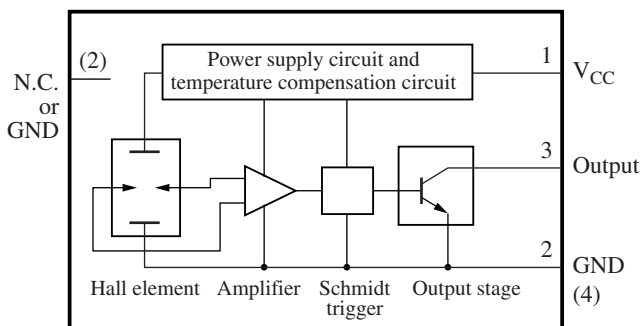 (2)
N.C.
or
GND
Power supply circuit and
temperature compensation circuit
1
VCC
3
Output
2
GND
(4)
Hall element
Amplifier
Schmidt
trigger
Output stage